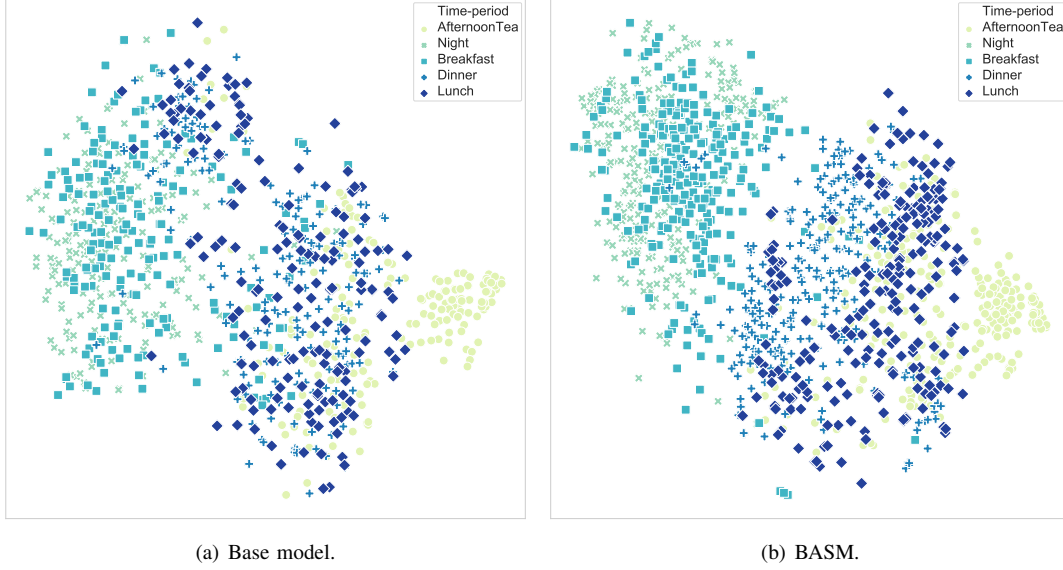 Time-period
AfternoonTea
Night
Breakfast
Dinner
Lunch
Time-period
AfternoonTea
Night
Breakfast
Dinner
Lunch
(a) Base model.
(b) BASM.